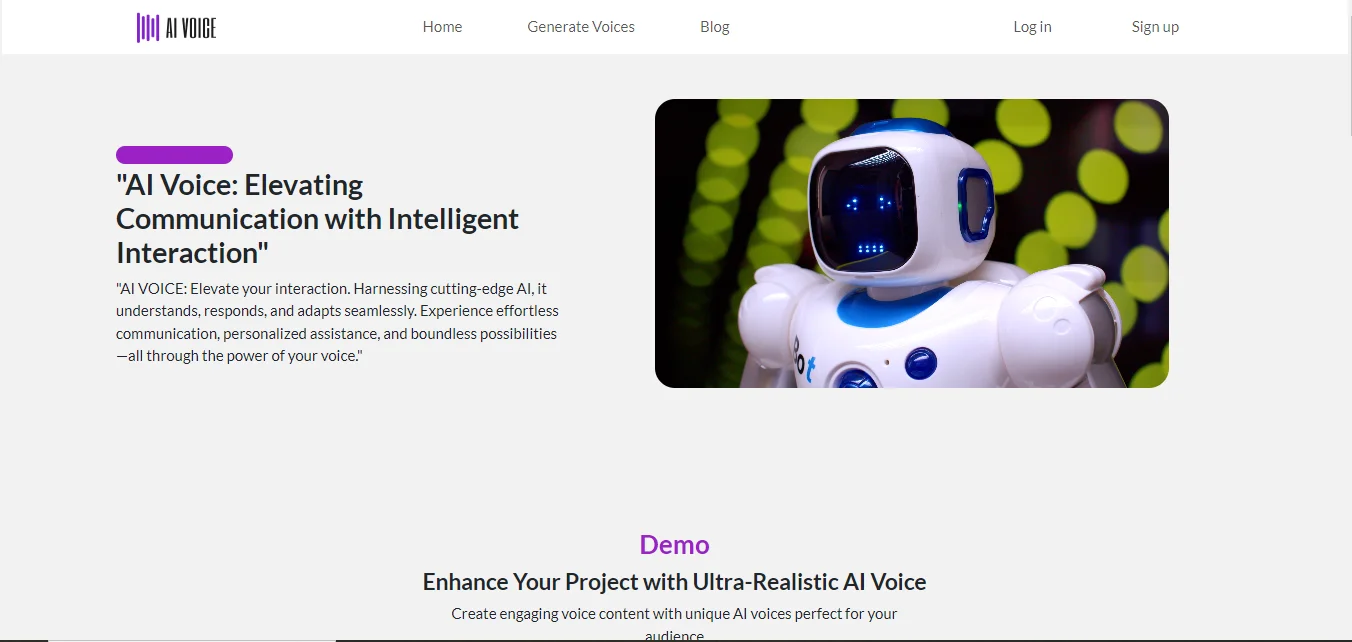 AI VOICE
Home
Generate Voices
Blog
Log in
Sign up
"AI Voice: Elevating
Communication with Intelligent
Interaction"
"AI VOICE: Elevate your interaction. Harnessing cutting-edge AI, it
understands, responds, and adapts seamlessly. Experience effortless
communication, personalized assistance, and boundless possibilities
—all through the power of your voice."
Demo
Enhance Your Project with Ultra-Realistic AI Voice
Create engaging voice content with unique AI voices perfect for your
audience